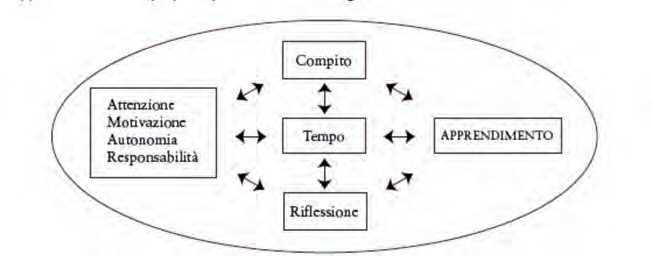 Compito
Attenzione
Motivazione
Autonomia
Responsabilità
Tempo
APPRENDIMENTO
Riflessione